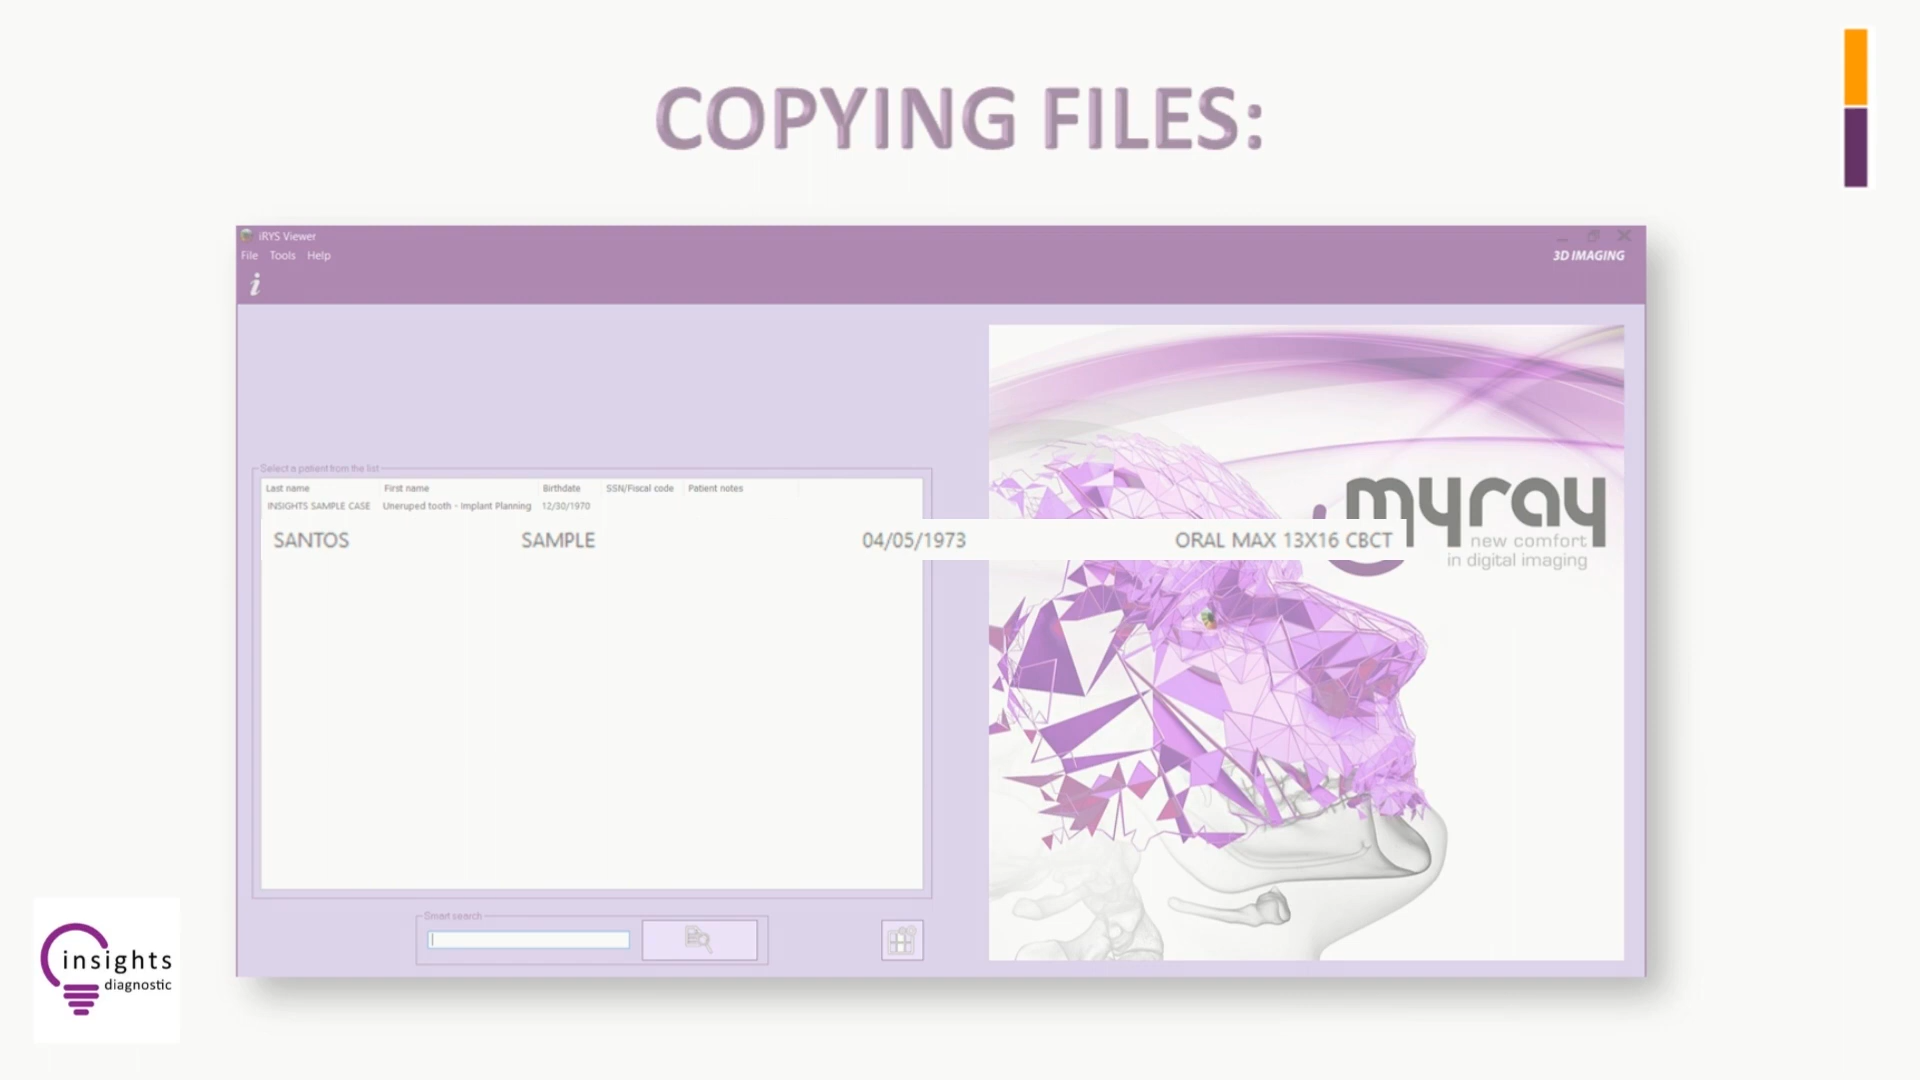 COPYING FILES:
iRYS Viewer
File Tools Help
3D IMAGING
i
Select a patient from the list
Last name First name Birthdate SSN/Fiscal code Patient notes
INSIGHTS SAMPLE CASE Uneruped tooth - Implant Planning 12/30/1970
SANTOS SAMPLE 04/05/1973 ORAL MAX 13X16 CBCT
myray
new comfort
in digital imaging
Smart search
insights
diagnostic